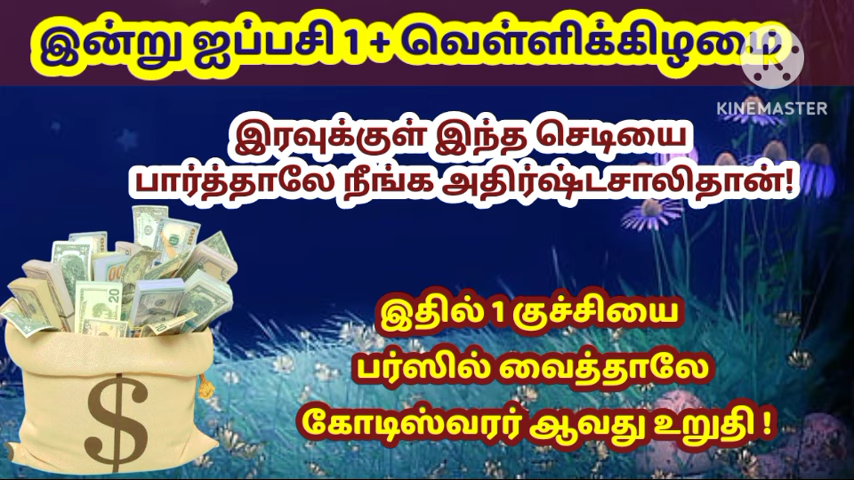 இன்று ஐப்பசி 1 + வெள்ளிக்கிழமை
KINEMASTER
இரவுக்குள் இந்த செடியை
பார்த்தாலே நீங்க அதிர்ஷ்டசாலிதான்!
இதில் 1 குச்சியை
பர்ஸில் வைத்தாலே
கோடிஸ்வரர் ஆவது உறுதி !